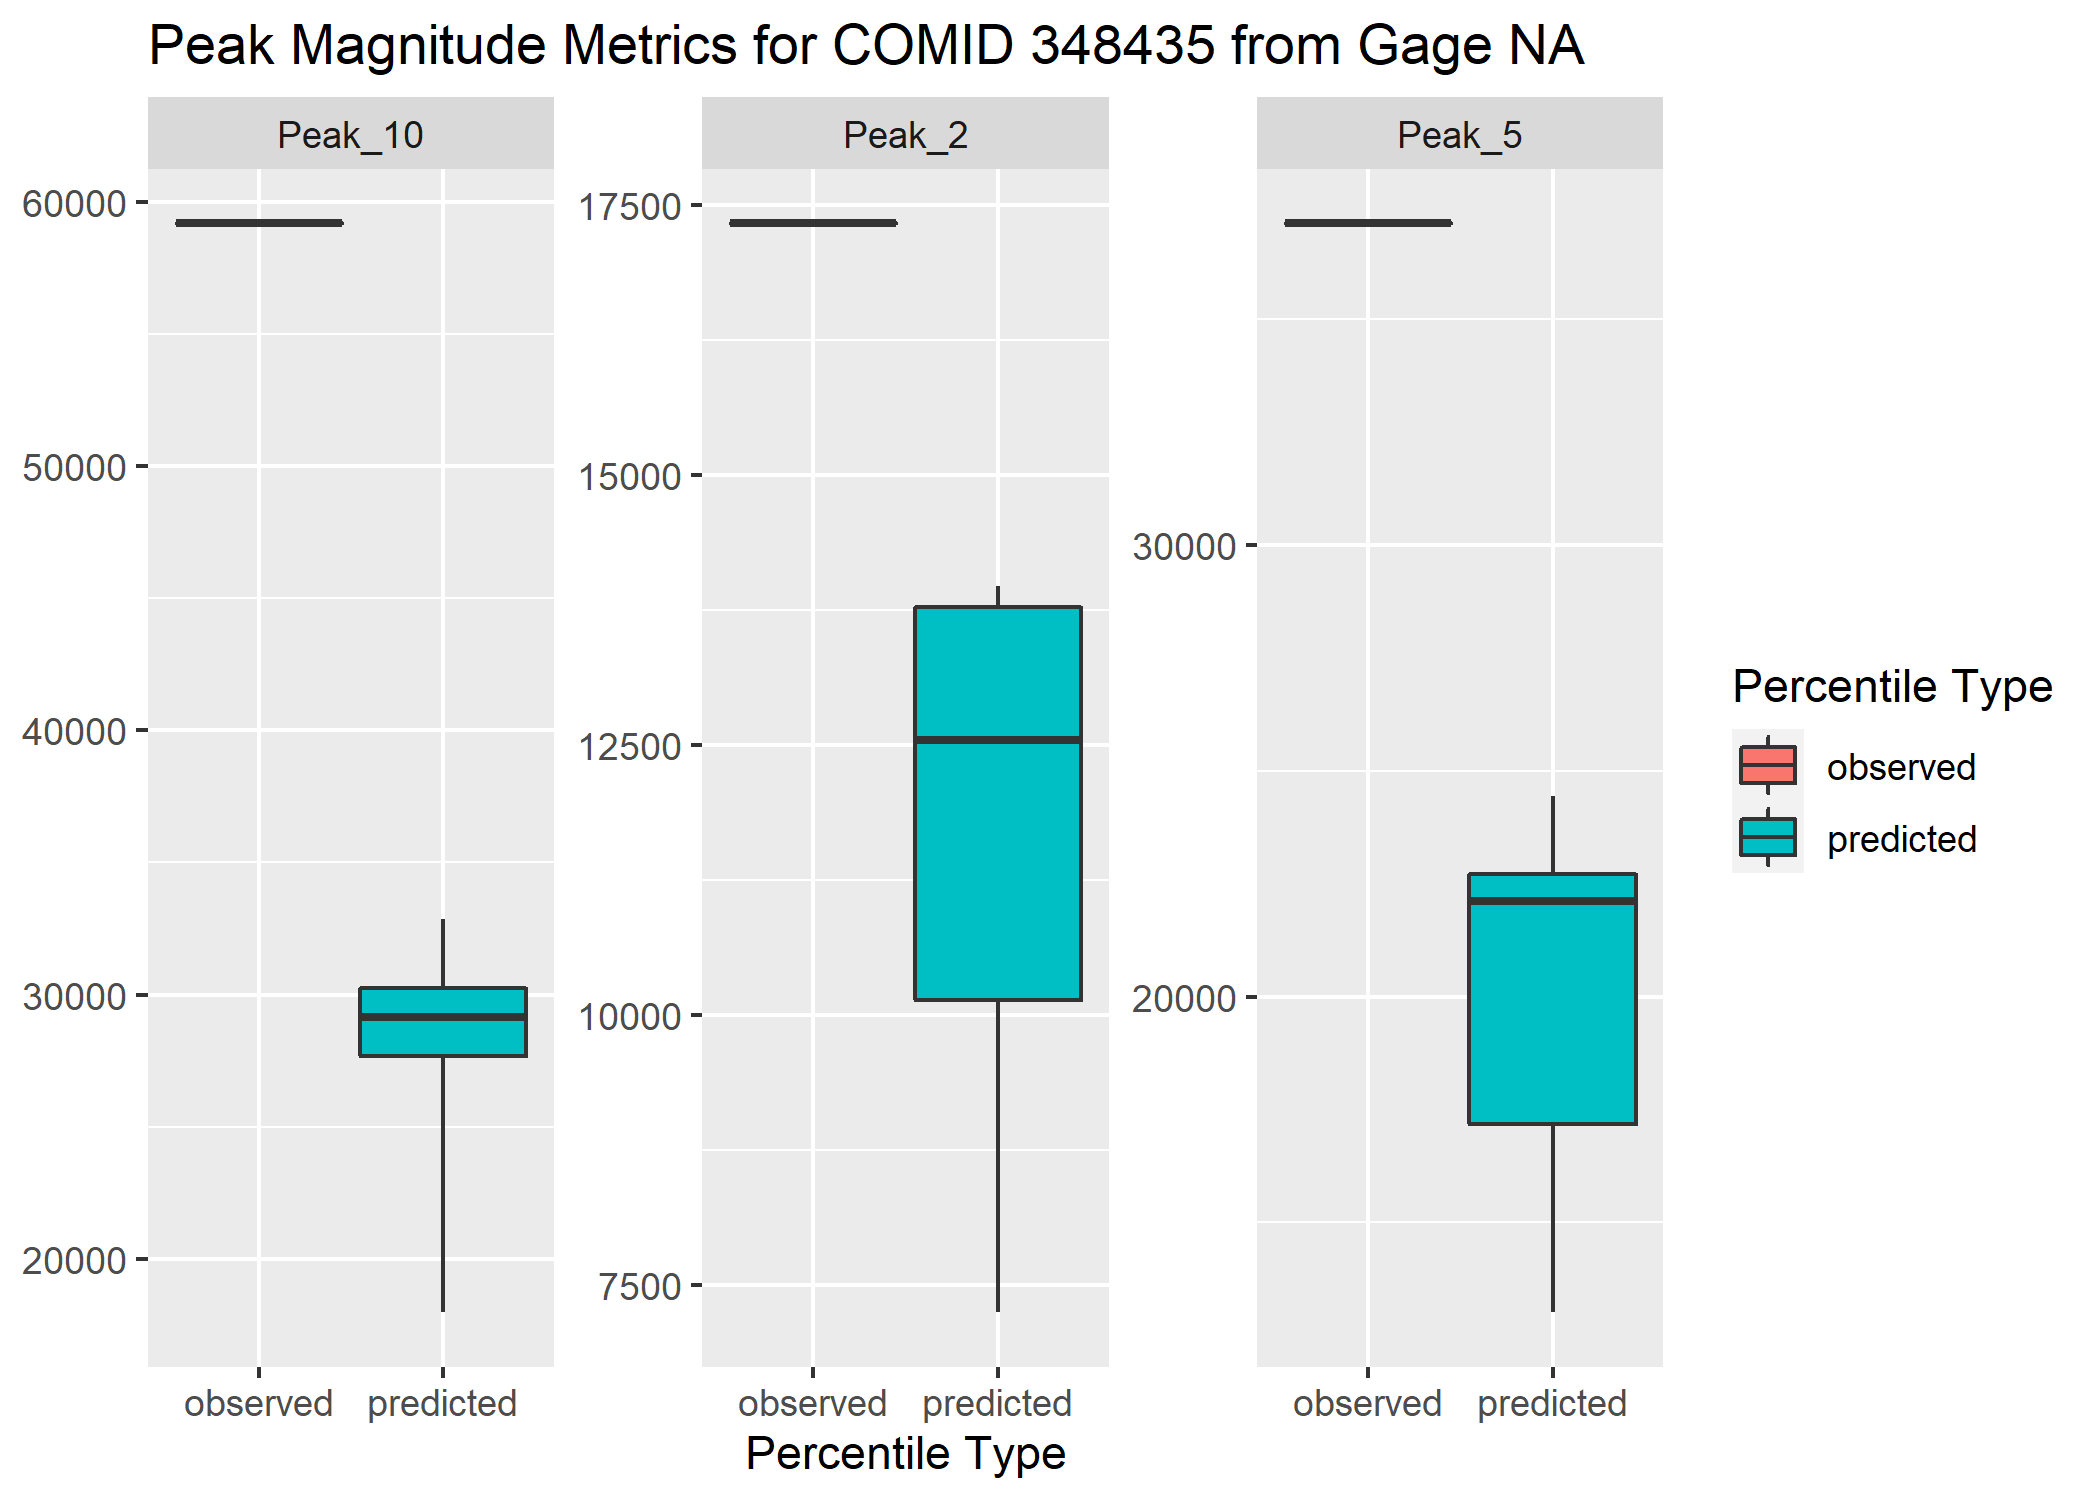 Peak Magnitude Metrics for COMID 348435 from Gage NA
Peak_10
Peak_2
Peak_5
60000
50000
40000
30000
20000
17500
15000
12500
10000
7500
30000
20000
observed
predicted
observed
predicted
observed
predicted
Percentile Type
Percentile Type
observed
predicted